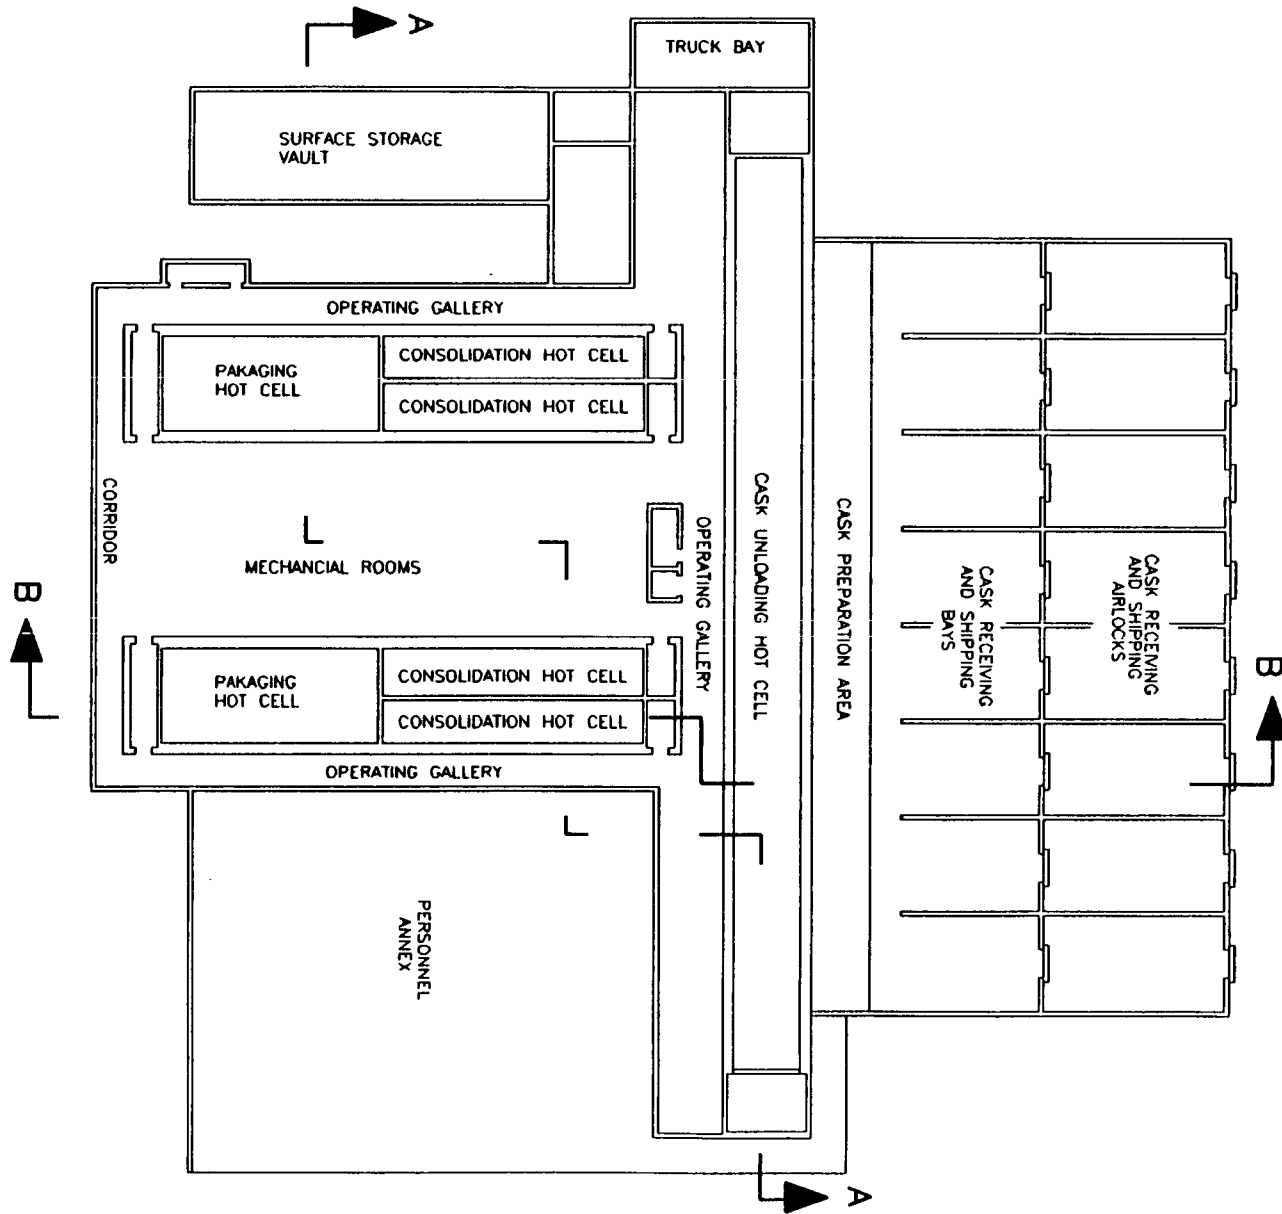 A
TRUCK BAY
SURFACE STORAGE
VAULT
OPERATING GALLERY
PAKAGING
HOT CELL
CONSOLIDATION HOT CELL
CONSOLIDATION HOT CELL
CORRIDOR
MECHANCIAL ROOMS
OPERATING GALLERY
CASK UNLOADING HOT CELL
CASK PREPARATION AREA
CASK RECEIVING
AND SHIPPING
BAYS
CASK RECEIVING
AND SHIPPING
AIRLOCKS
B
B
PAKAGING
HOT CELL
CONSOLIDATION HOT CELL
CONSOLIDATION HOT CELL
OPERATING GALLERY
PERSONNEL
ANNEX
A